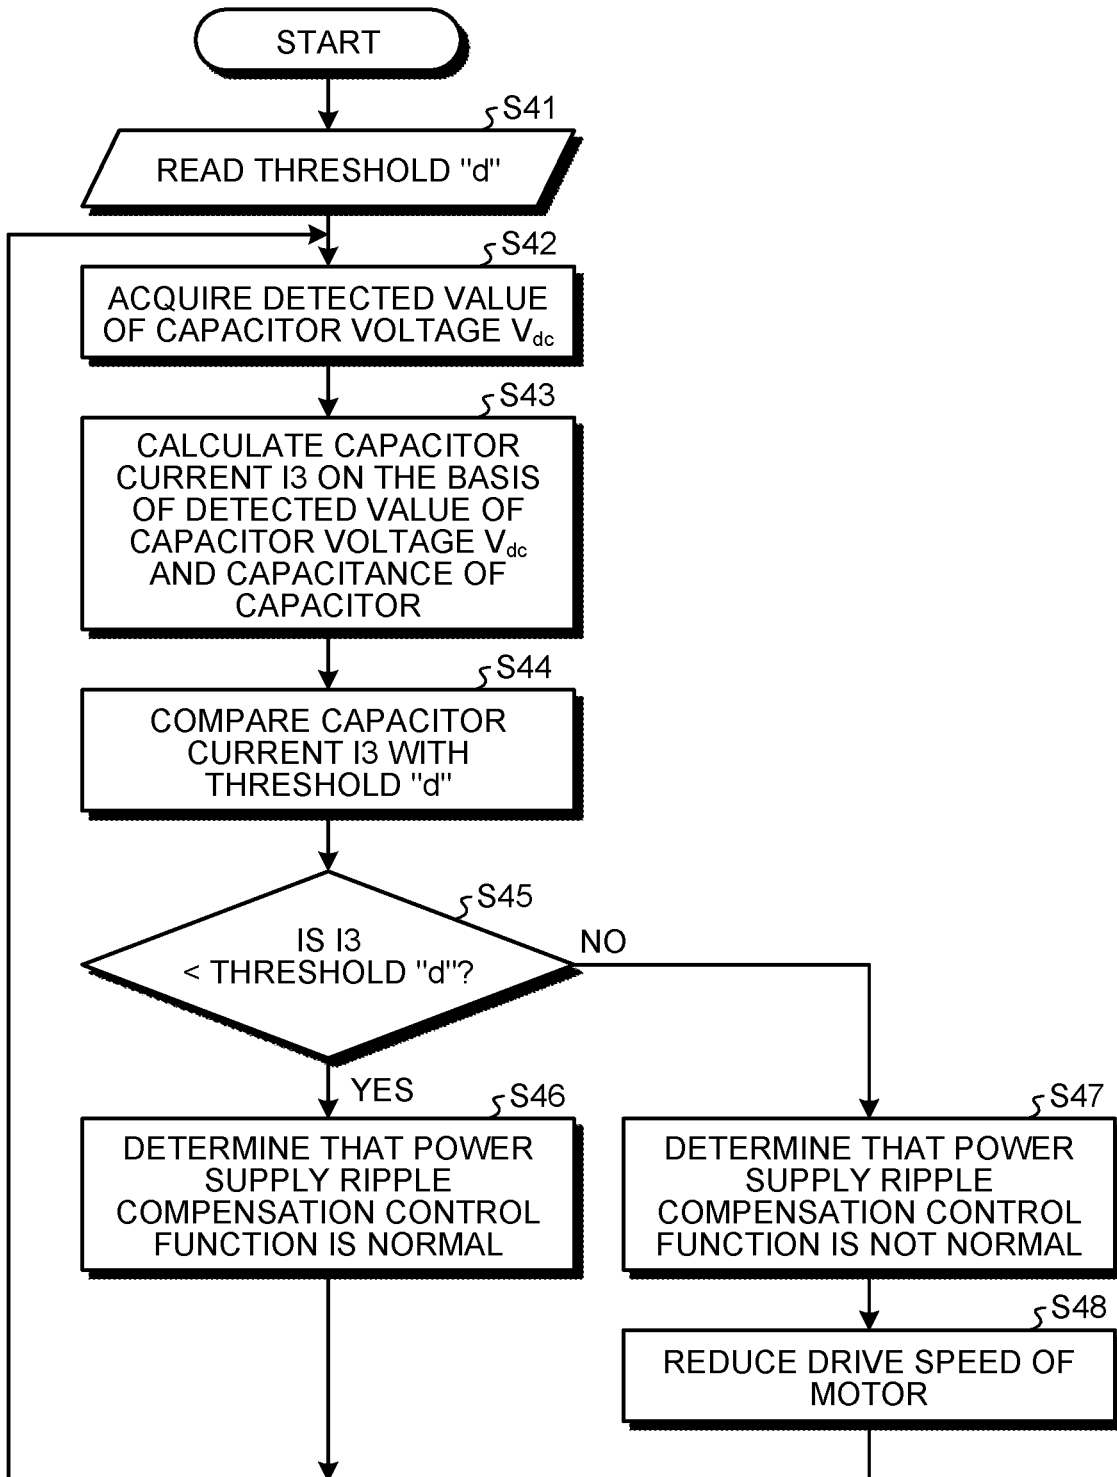 START
S41
READ THRESHOLD "d"
S42
ACQUIRE DETECTED VALUE
OF CAPACITOR VOLTAGE Vdc
S43
CALCULATE CAPACITOR
CURRENT I3 ON THE BASIS
OF DETECTED VALUE OF
CAPACITOR VOLTAGE Vdc
AND CAPACITANCE OF
CAPACITOR
S44
COMPARE CAPACITOR
CURRENT I3 WITH
THRESHOLD "d"
S45
IS I3
< THRESHOLD "d"?
NO
YES
S46
DETERMINE THAT POWER
SUPPLY RIPPLE
COMPENSATION CONTROL
FUNCTION IS NORMAL
S47
DETERMINE THAT POWER
SUPPLY RIPPLE
COMPENSATION CONTROL
FUNCTION IS NOT NORMAL
S48
REDUCE DRIVE SPEED OF
MOTOR